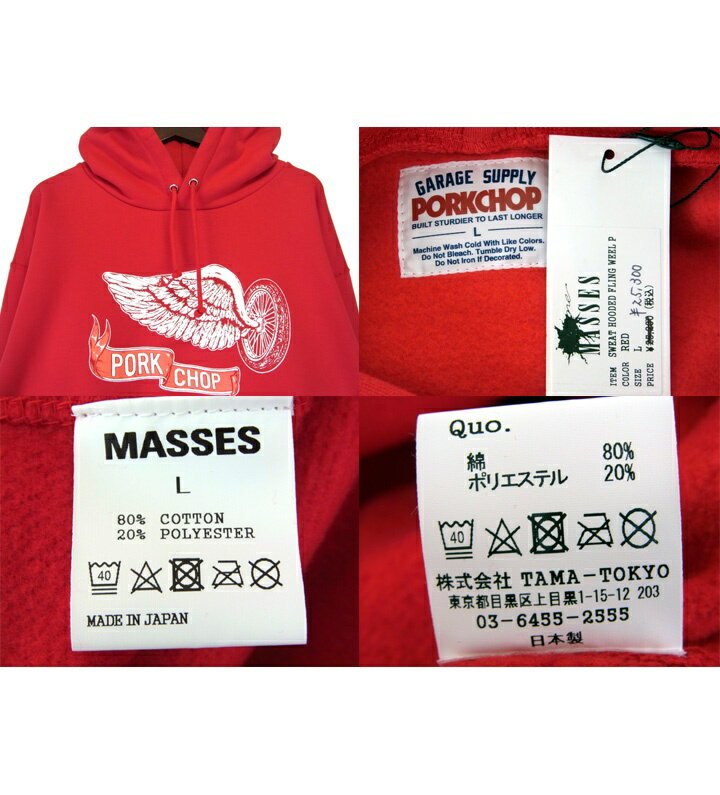 PORK CHOP
GARAGE SUPPLY
PORKCHOP
BUILT STURDIER TO LAST LONGER
L
Machine Wash Cold With Like Colors.
Do Not Bleach. Tumble Dry Low.
Do Not Iron if Decorated.
MASSES
ITEM SWEAT HOODED FLING WEEL P
COLOR RED
SIZE L
PRICE ¥25,300 (税込)
¥25,300
MASSES
L
80% COTTON
20% POLYESTER
40
MADE IN JAPAN
Quo.
綿 80%
ポリエステル 20%
40
株式会社 TAMA-TOKYO
東京都目黒区上目黒1-15-12 203
03-6455-2555
日本製